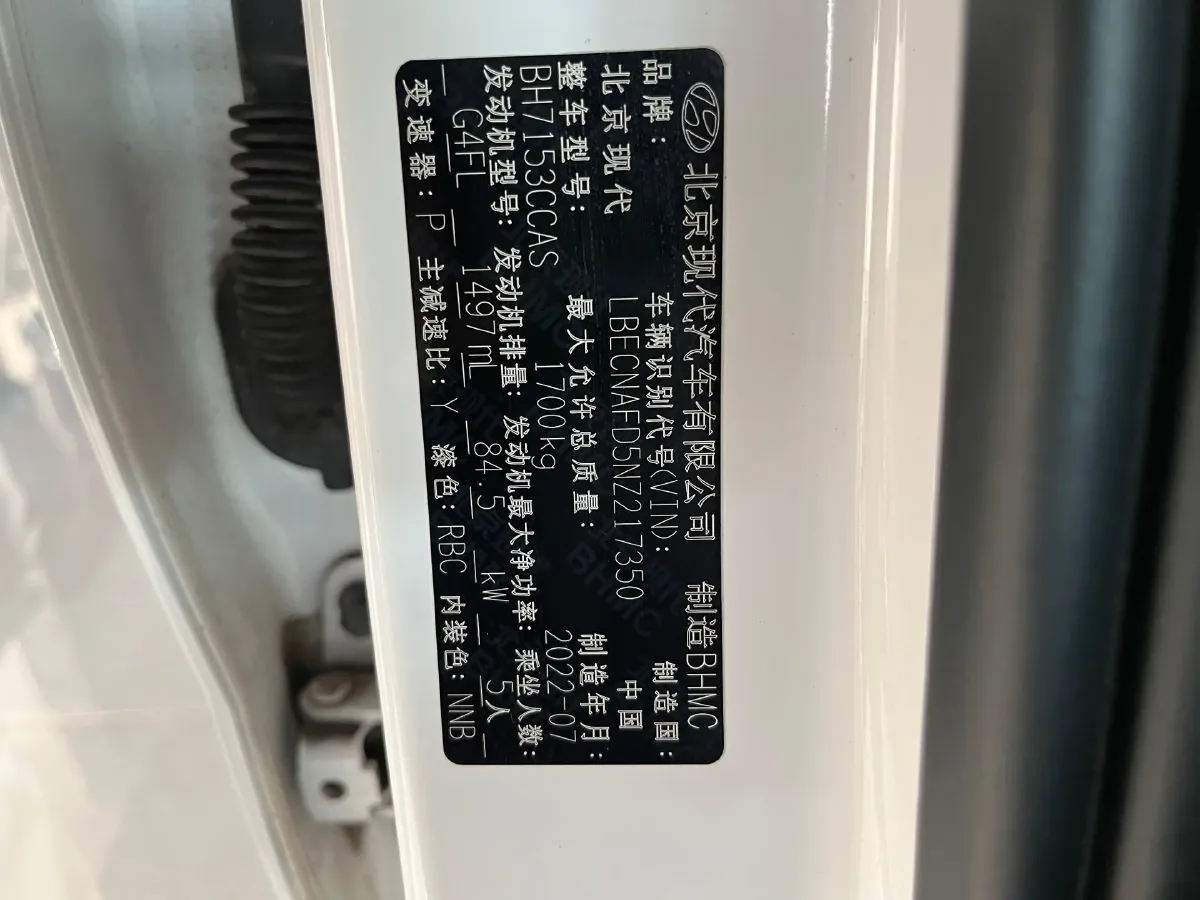 北京现代汽车有限公司 制造BHMC
品牌: 车辆识别代号(VIN): 制造国:
北京现代 LBECNAFD5NZ217350 中国
整车型号: 最大允许总质量: 制造年月:
BH7153CCAS 1700kg 2022-07
发动机型号: 发动机排量: 发动机最大净功率: 乘坐人数:
G4FL 1497mL 84.5 kW 5人
变速器: P 主减速比: Y 漆色: RBC 内装色: NNB